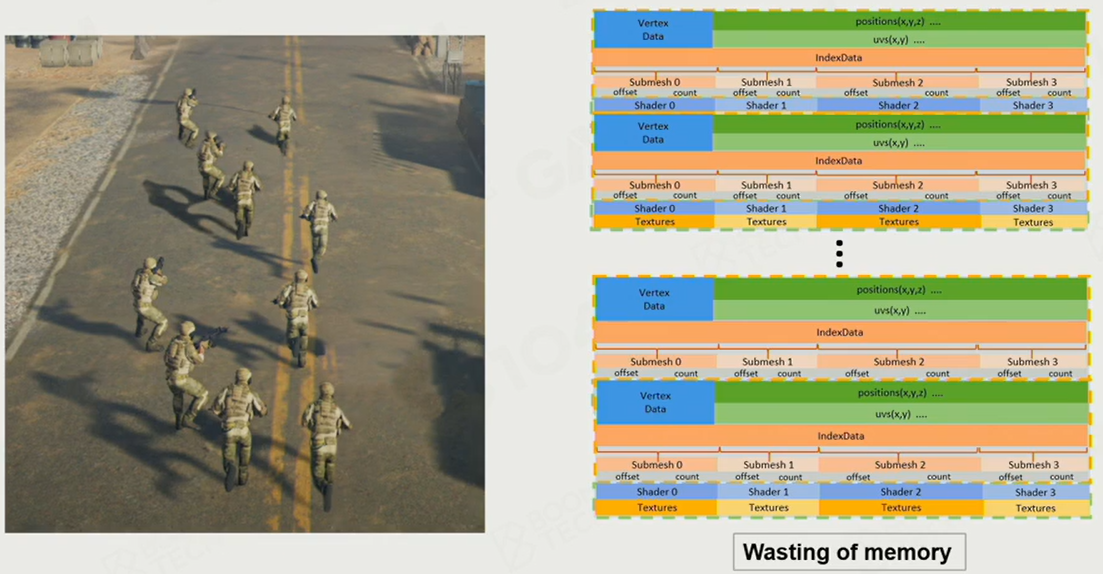 Vertex
Data
positions(x,y,z) ....
uvs(x,y) ....
IndexData
Submesh 0 Submesh 1 Submesh 2 Submesh 3
offset count offset count offset count offset count
Shader 0 Shader 1 Shader 2 Shader 3
Vertex
Data
positions(x,y,z) ....
uvs(x,y) ....
IndexData
Submesh 0 Submesh 1 Submesh 2 Submesh 3
offset count offset count offset count offset count
Shader 0 Shader 1 Shader 2 Shader 3
Textures Textures Textures Textures
Vertex
Data
positions(x,y,z) ....
uvs(x,y) ....
IndexData
Submesh 0 Submesh 1 Submesh 2 Submesh 3
offset count offset count offset count offset count
Vertex
Data
positions(x,y,z) ....
uvs(x,y) ....
IndexData
Submesh 0 Submesh 1 Submesh 2 Submesh 3
offset count offset count offset count offset count
Shader 0 Shader 1 Shader 2 Shader 3
Textures Textures Textures Textures
Wasting of memory